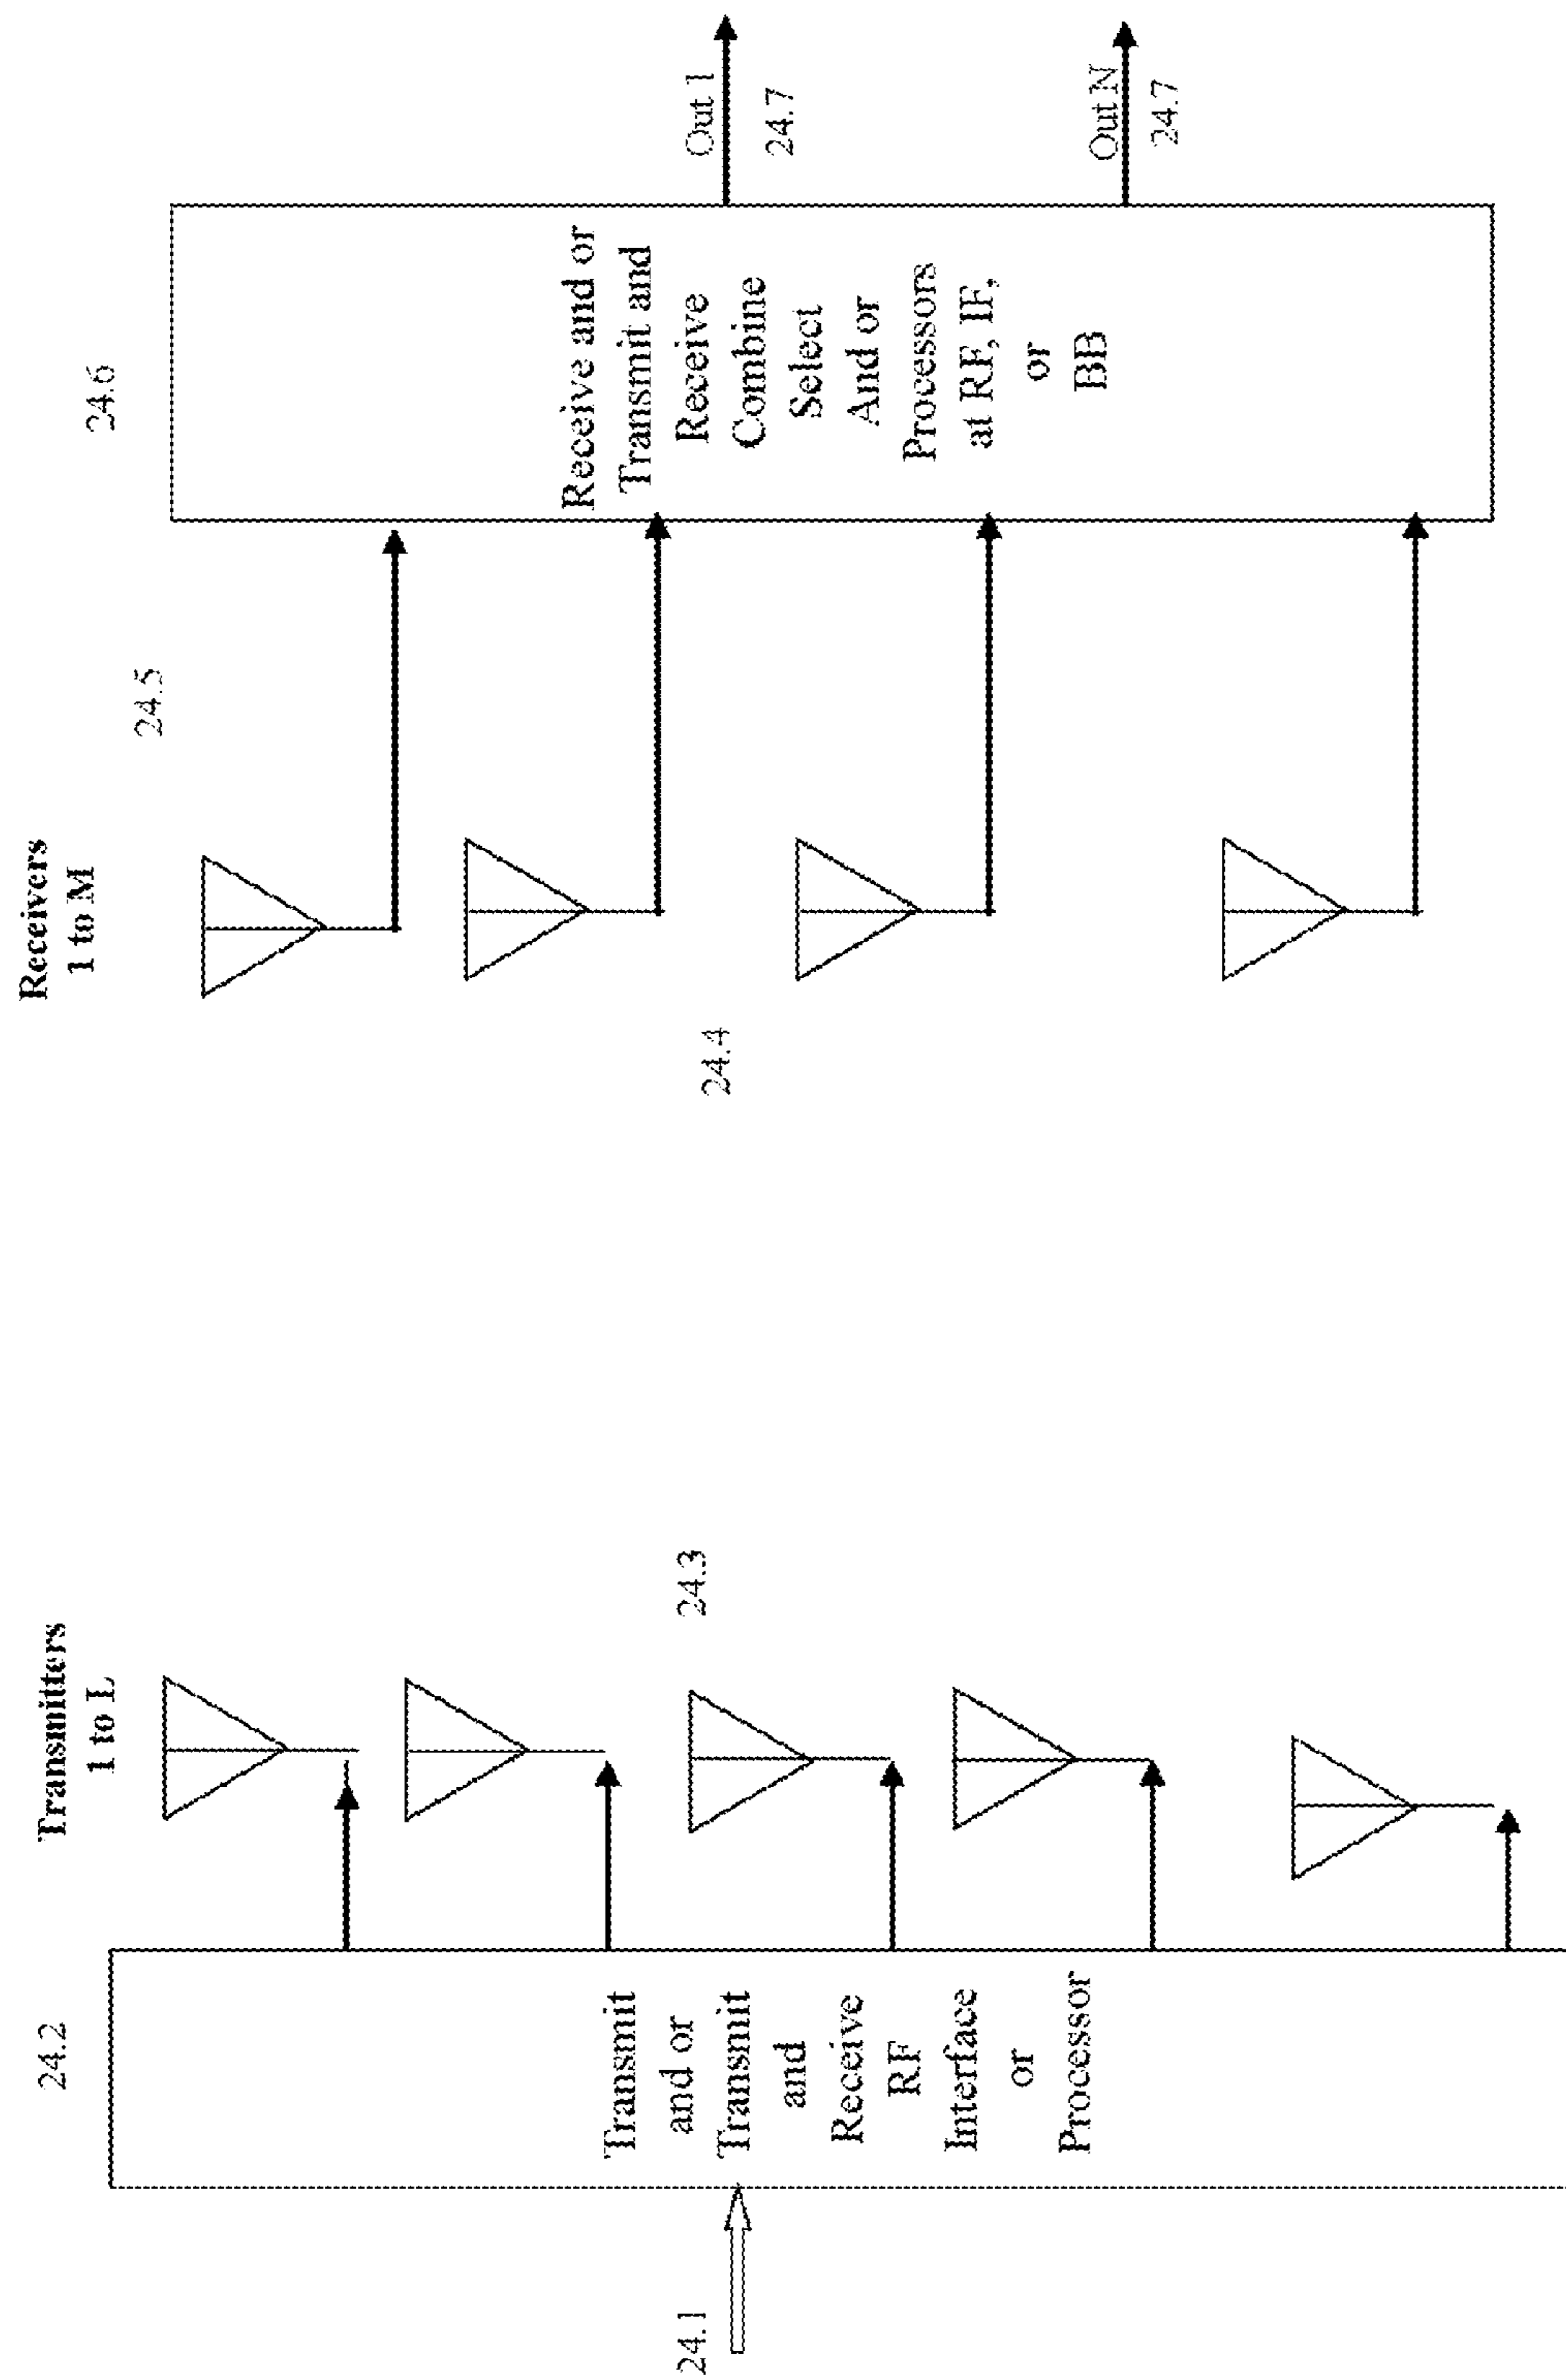 24.1
24.2
Transmit
and or
Transmit
and
Receive
RF
Interface
or
Processor
Transmitters
1 to L
24.3
24.4
Receivers
1 to M
24.5
24.6
Receive and or
Transmit and
Receive
Combine
Select
And or
Processors
at RF, IF,
or
BB
Out 1
24.7
Out N
24.7